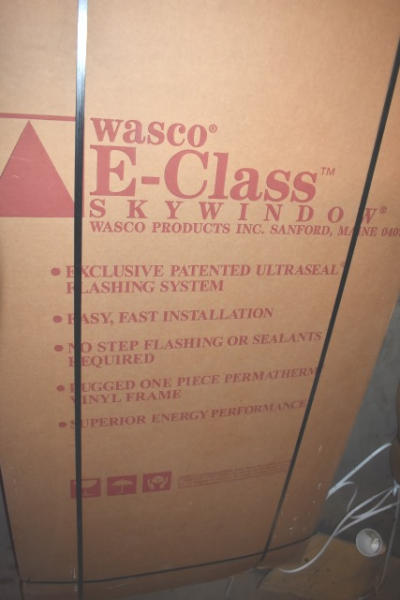 wasco®
E-Class™
SKYWINDOW®
WASCO PRODUCTS INC. SANFORD, MAINE
• EXCLUSIVE PATENTED ULTRASEAL®
FLASHING SYSTEM
• EASY, FAST INSTALLATION
• NO STEP FLASHING OR SEALANTS
REQUIRED
• RUGGED ONE PIECE PERMATHERM
VINYL FRAME
• SUPERIOR ENERGY PERFORMANCE